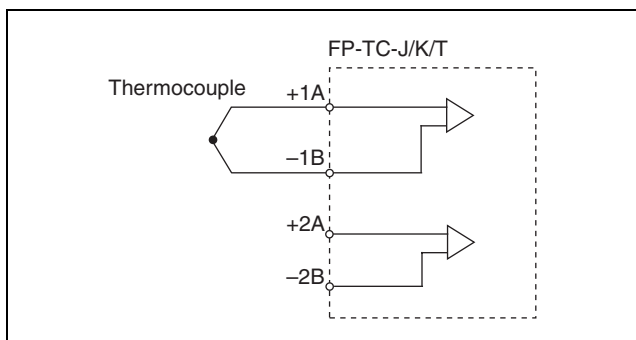 FP-TC-J/K/T
Thermocouple
+1A
–1B
+2A
–2B